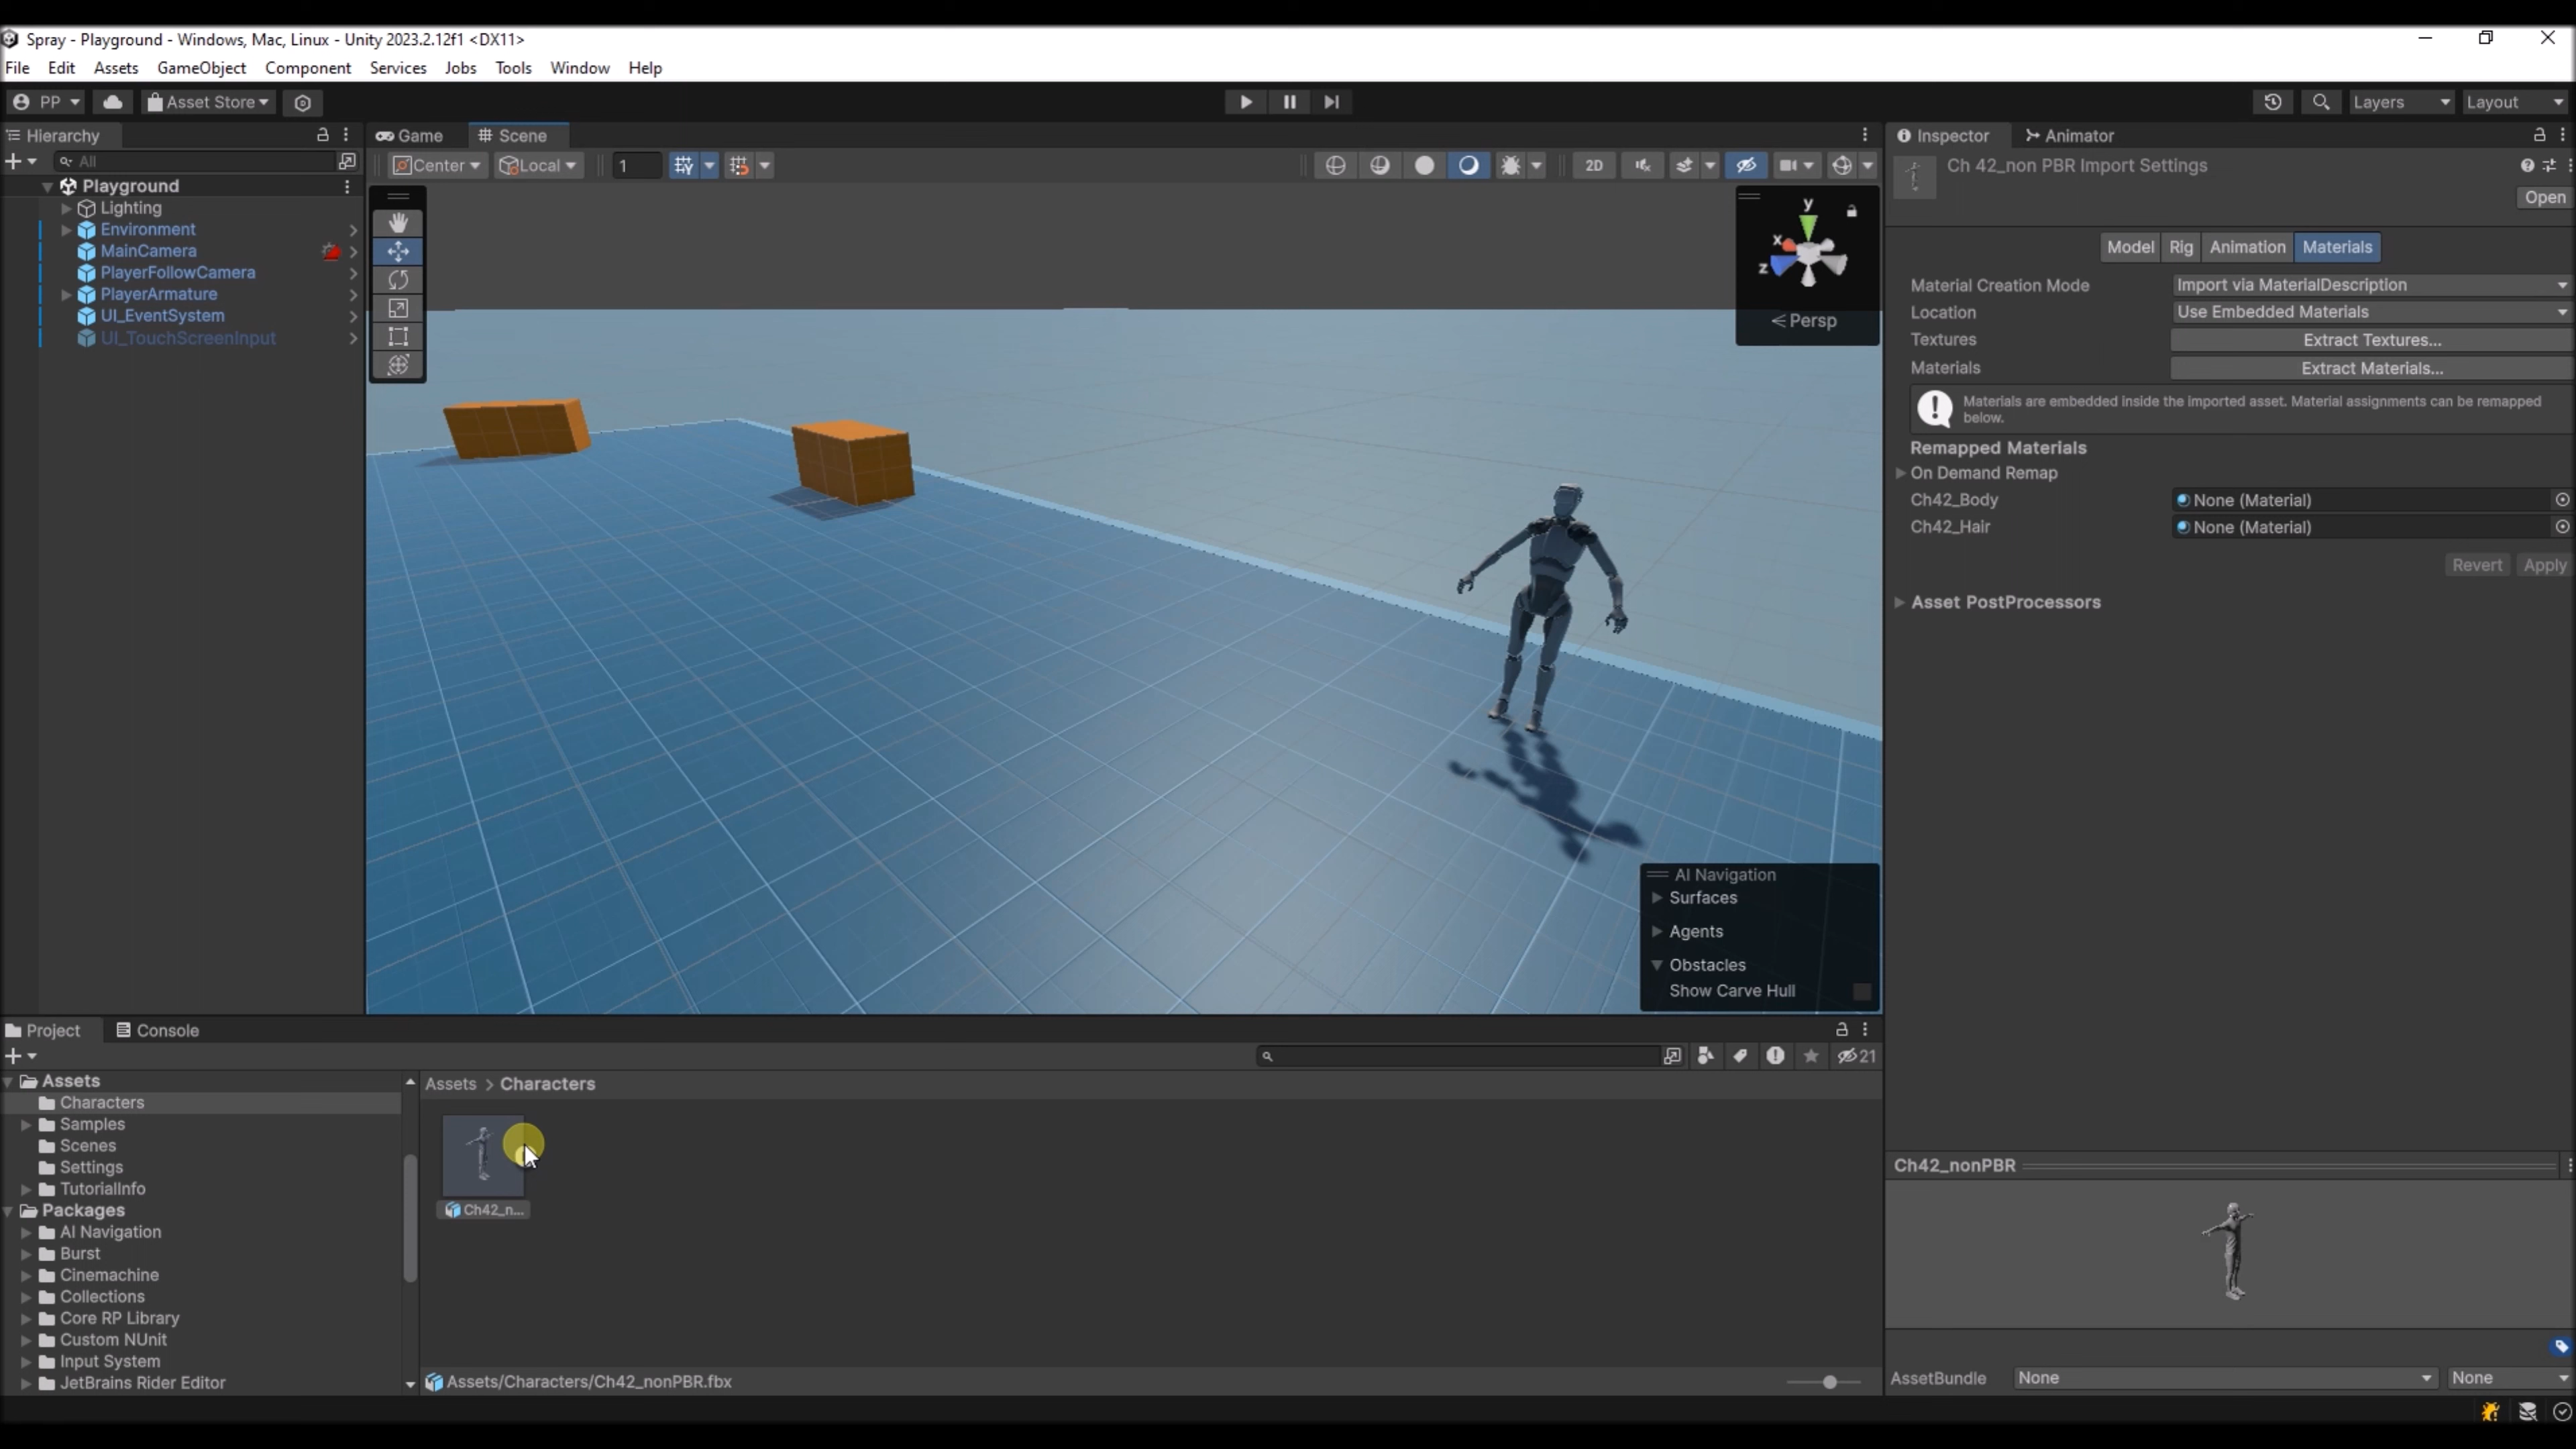 Spray - Playground - Windows, Mac, Linux - Unity 2023.2.12f1 <DX11>
File Edit Assets GameObject Component Services Jobs Tools Window Help
PP Asset Store Layers Layout
Hierarchy
All
Playground
Lighting
Environment
MainCamera
PlayerFollowCamera
PlayerArmature
UI_EventSystem
UI_TouchScreenInput
Game Scene
Center Local 1 2D
y
x
z
Persp
AI Navigation
Surfaces
Agents
Obstacles
Show Carve Hull
Inspector Animator
Ch 42_non PBR Import Settings
Open
Model Rig Animation Materials
Material Creation Mode Import via MaterialDescription
Location Use Embedded Materials
Textures Extract Textures...
Materials Extract Materials...
Materials are embedded inside the imported asset. Material assignments can be remapped
below.
Remapped Materials
On Demand Remap
Ch42_Body None (Material)
Ch42_Hair None (Material)
Revert Apply
Asset PostProcessors
Project Console
21
Assets
Characters
Samples
Scenes
Settings
TutorialInfo
Packages
AI Navigation
Burst
Cinemachine
Collections
Core RP Library
Custom NUnit
Input System
JetBrains Rider Editor
Assets > Characters
Ch42_n...
Assets/Characters/Ch42_nonPBR.fbx
Ch42_nonPBR
AssetBundle None None